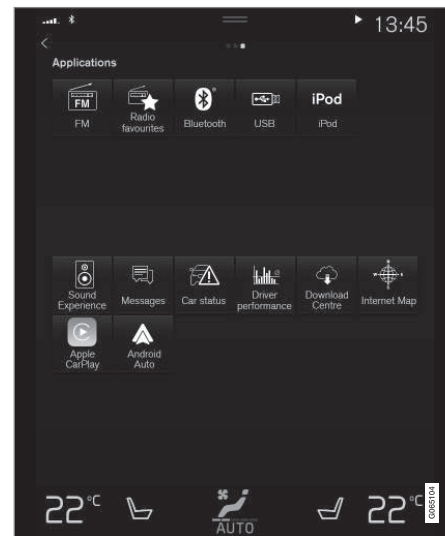 13:45
Applications
FM
iPod
FM
Radio
favourites
Bluetooth
USB
iPod
Sound
Experience
Messages
Car status
Driver
performance
Download
Centre
Internet Map
Apple
CarPlay
Android
Auto
22°C
AUTO
22°C
G065104